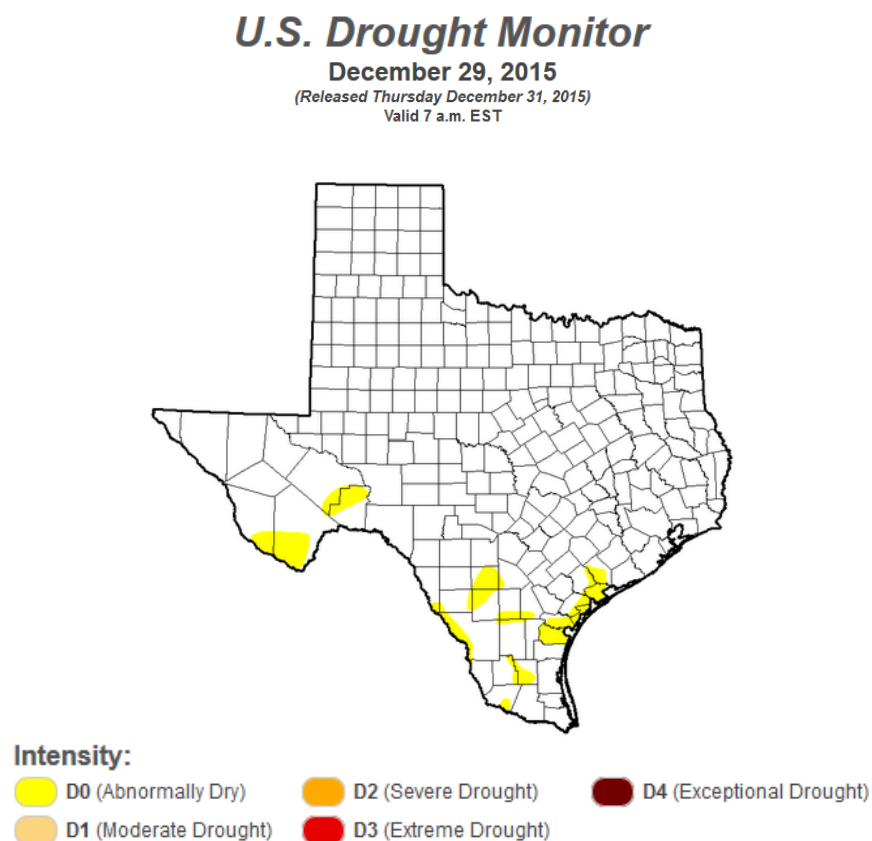 U.S. Drought Monitor
December 29, 2015
(Released Thursday December 31, 2015)
Valid 7 a.m. EST
Intensity:
D0 (Abnormally Dry)
D2 (Severe Drought)
D4 (Exceptional Drought)
D1 (Moderate Drought)
D3 (Extreme Drought)